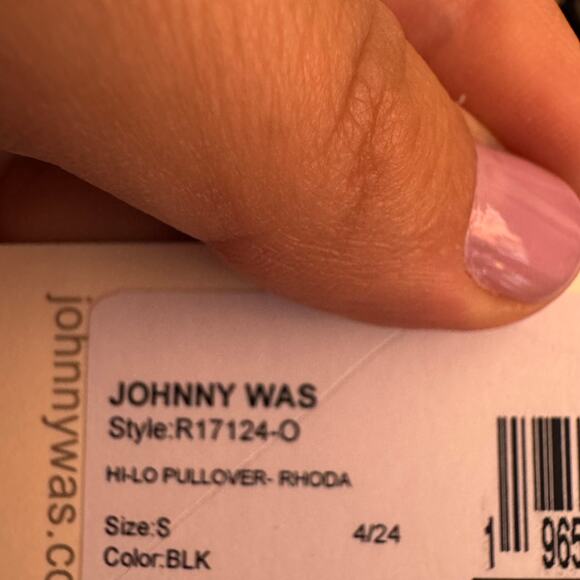 johnnywas.co
JOHNNY WAS
Style:R17124-O
HI-LO PULLOVER- RHODA
Size:S 4/24
Color:BLK
1 965